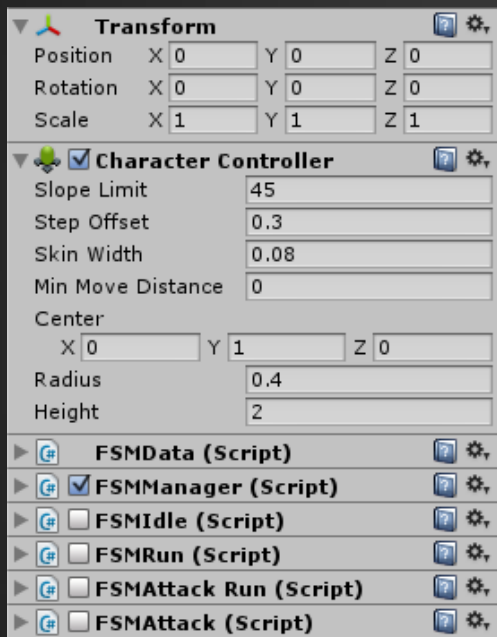 Transform
Position X 0 Y 0 Z 0
Rotation X 0 Y 0 Z 0
Scale X 1 Y 1 Z 1
Character Controller
Slope Limit 45
Step Offset 0.3
Skin Width 0.08
Min Move Distance 0
Center
X 0 Y 1 Z 0
Radius 0.4
Height 2
FSMData (Script)
FSMManager (Script)
FSMIdle (Script)
FSMRun (Script)
FSMAttack Run (Script)
FSMAttack (Script)